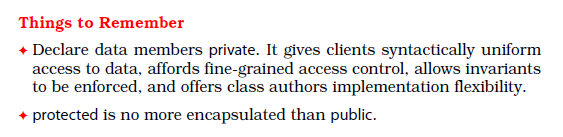 Things to Remember
✦ Declare data members private. It gives clients syntactically uniform
access to data, affords fine-grained access control, allows invariants
to be enforced, and offers class authors implementation flexibility.
✦ protected is no more encapsulated than public.